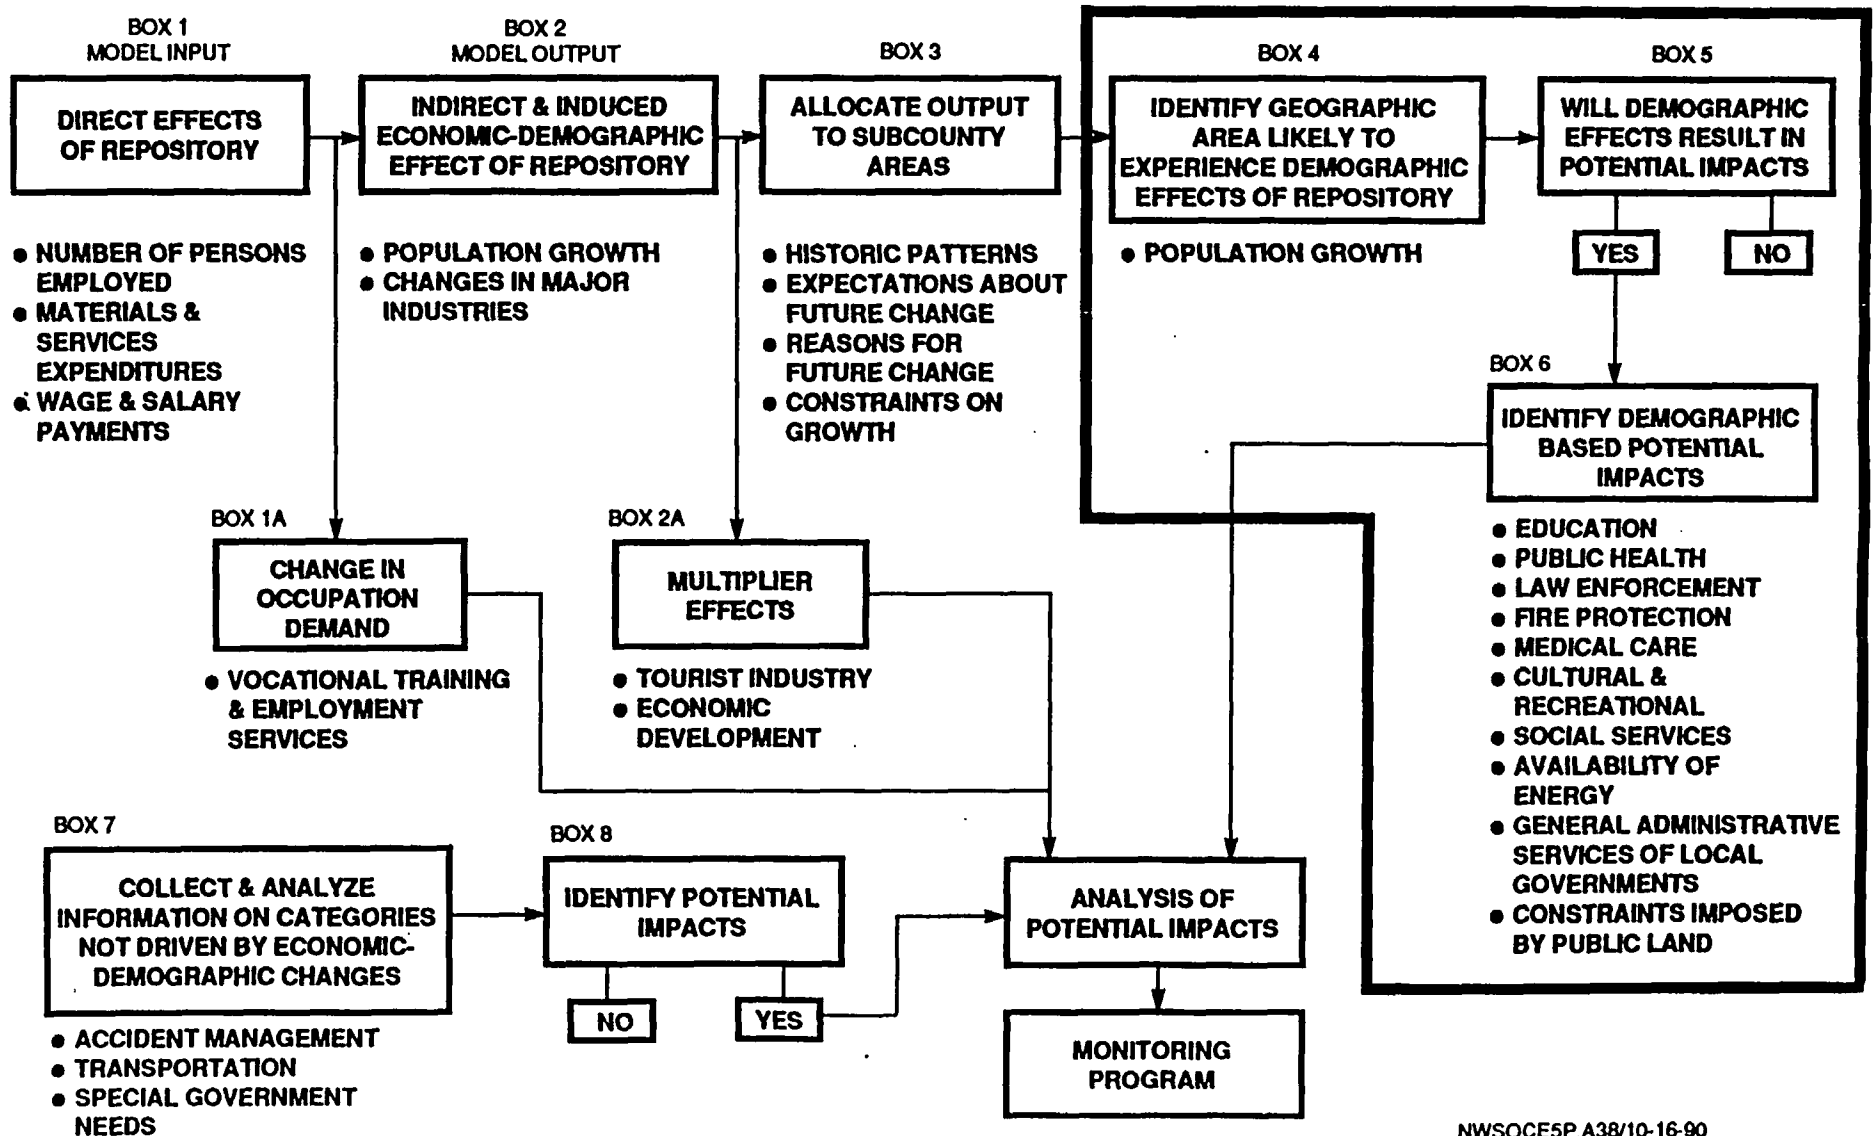 BOX 1
MODEL INPUT
DIRECT EFFECTS
OF REPOSITORY
● NUMBER OF PERSONS
EMPLOYED
● MATERIALS &
SERVICES
EXPENDITURES
● WAGE & SALARY
PAYMENTS
BOX 2
MODEL OUTPUT
INDIRECT & INDUCED
ECONOMIC-DEMOGRAPHIC
EFFECT OF REPOSITORY
● POPULATION GROWTH
● CHANGES IN MAJOR
INDUSTRIES
BOX 3
ALLOCATE OUTPUT
TO SUBCOUNTY
AREAS
● HISTORIC PATTERNS
● EXPECTATIONS ABOUT
FUTURE CHANGE
● REASONS FOR
FUTURE CHANGE
● CONSTRAINTS ON
GROWTH
BOX 4
IDENTIFY GEOGRAPHIC
AREA LIKELY TO
EXPERIENCE DEMOGRAPHIC
EFFECTS OF REPOSITORY
● POPULATION GROWTH
BOX 5
WILL DEMOGRAPHIC
EFFECTS RESULT IN
POTENTIAL IMPACTS
YES
NO
BOX 6
IDENTIFY DEMOGRAPHIC
BASED POTENTIAL
IMPACTS
● EDUCATION
● PUBLIC HEALTH
● LAW ENFORCEMENT
● FIRE PROTECTION
● MEDICAL CARE
● CULTURAL &
RECREATIONAL
● SOCIAL SERVICES
● AVAILABILITY OF
ENERGY
● GENERAL ADMINISTRATIVE
SERVICES OF LOCAL
GOVERNMENTS
● CONSTRAINTS IMPOSED
BY PUBLIC LAND
BOX 1A
CHANGE IN
OCCUPATION
DEMAND
● VOCATIONAL TRAINING
& EMPLOYMENT
SERVICES
BOX 2A
MULTIPLIER
EFFECTS
● TOURIST INDUSTRY
● ECONOMIC
DEVELOPMENT
BOX 7
COLLECT & ANALYZE
INFORMATION ON CATEGORIES
NOT DRIVEN BY ECONOMIC-
DEMOGRAPHIC CHANGES
● ACCIDENT MANAGEMENT
● TRANSPORTATION
● SPECIAL GOVERNMENT
NEEDS
BOX 8
IDENTIFY POTENTIAL
IMPACTS
NO
YES
ANALYSIS OF
POTENTIAL IMPACTS
MONITORING
PROGRAM
NWSOCE5P.A38/10-16-90